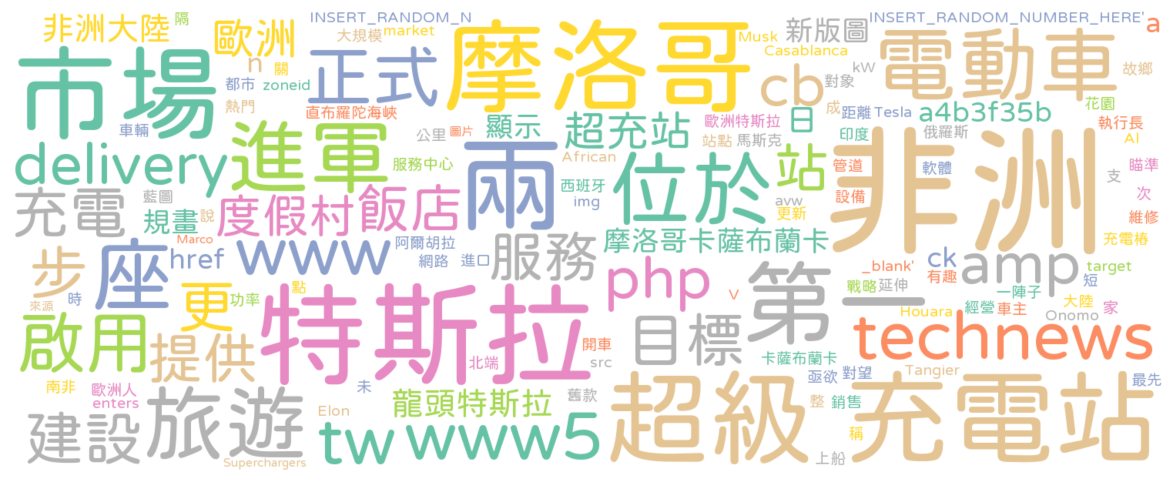 非洲大陸
隔
歐洲
INSERT_RANDOM_N
大規模
market
摩洛哥
Musk
Casablanca
新版圖
INSERT_RANDOM_NUMBER_HERE'
a
市場
n
關
都市
zoneid
正式
cb
對象
kW
電動車
故鄉
熱門
車輛
直布羅陀海峽
公里
圖片
顯示
超充站
歐洲特斯拉
站點
馬斯克
日
成
距離
Tesla
印度
a4b3f35b
俄羅斯
花園
執行長
AI
delivery
進軍
服務中心
兩
African
西班牙
img
位於
avw
站
更新
管道
設備
非洲
軟體
支
瞄準
次
維修
充電
藍圖
規畫
說
Marco
度假村
飯店
阿爾胡拉
網路
進口
服務
摩洛哥卡薩布蘭卡
充電樁
步
座
href
www
php
_blank'
v
ck
有趣
戰略
延伸
amp
target
短
來源
時
更
功率
點
第一
Houara
經營
一陣子
車主
Onomo
大陸
家
啟用
提供
特斯拉
北端
開車
src
目標
卡薩布蘭卡
technews
南非
歐洲人
enters
未
龍頭特斯拉
舊款
亟欲
對望
Tangier
最先
建設
旅遊
Elon
tw
www5
超級
整
銷售
稱
充電站
Superchargers
上船